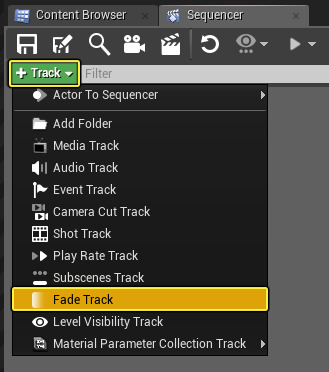 Content Browser
Sequencer
Track
Filter
Actor To Sequencer
Add Folder
Media Track
Audio Track
Event Track
Camera Cut Track
Shot Track
Play Rate Track
Subscenes Track
Fade Track
Level Visibility Track
Material Parameter Collection Track